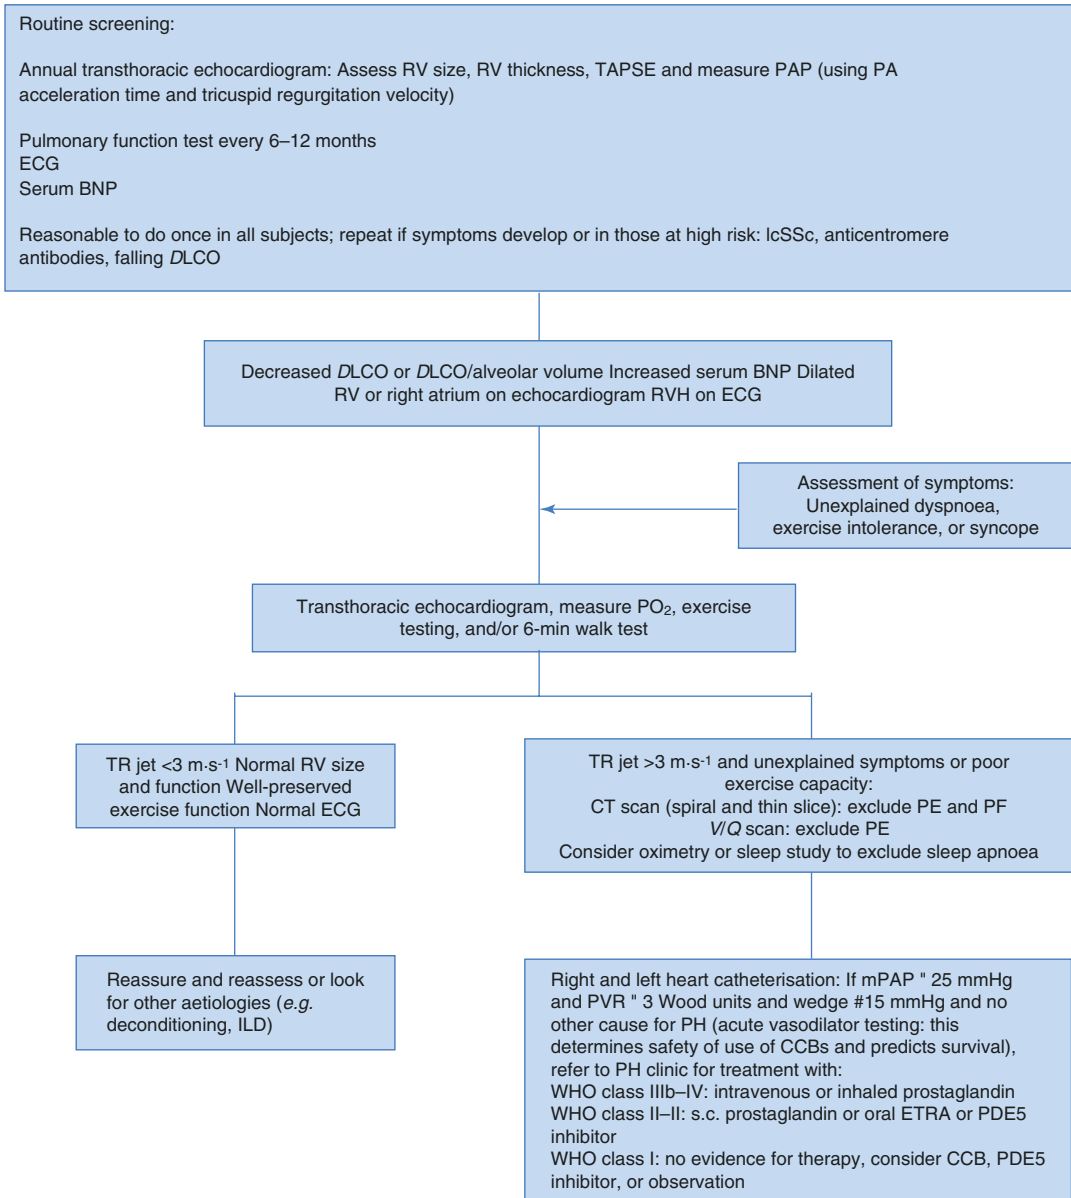 Routine screening:
Annual transthoracic echocardiogram: Assess RV size, RV thickness, TAPSE and measure PAP (using PA
acceleration time and tricuspid regurgitation velocity)
Pulmonary function test every 6–12 months
ECG
Serum BNP
Reasonable to do once in all subjects; repeat if symptoms develop or in those at high risk: lcSSc, anticentromere
antibodies, falling DLCO
Decreased DLCO or DLCO/alveolar volume Increased serum BNP Dilated
RV or right atrium on echocardiogram RVH on ECG
Assessment of symptoms:
Unexplained dyspnoea,
exercise intolerance, or syncope
Transthoracic echocardiogram, measure PO₂, exercise
testing, and/or 6-min walk test
TR jet <3 m·s⁻¹ Normal RV size
and function Well-preserved
exercise function Normal ECG
TR jet >3 m·s⁻¹ and unexplained symptoms or poor
exercise capacity:
CT scan (spiral and thin slice): exclude PE and PF
V/Q scan: exclude PE
Consider oximetry or sleep study to exclude sleep apnoea
Reassure and reassess or look
for other aetiologies (e.g.
deconditioning, ILD)
Right and left heart catheterisation: If mPAP " 25 mmHg
and PVR " 3 Wood units and wedge #15 mmHg and no
other cause for PH (acute vasodilator testing: this
determines safety of use of CCBs and predicts survival),
refer to PH clinic for treatment with:
WHO class IIIb–IV: intravenous or inhaled prostaglandin
WHO class II–II: s.c. prostaglandin or oral ETRA or PDE5
inhibitor
WHO class I: no evidence for therapy, consider CCB, PDE5
inhibitor, or observation